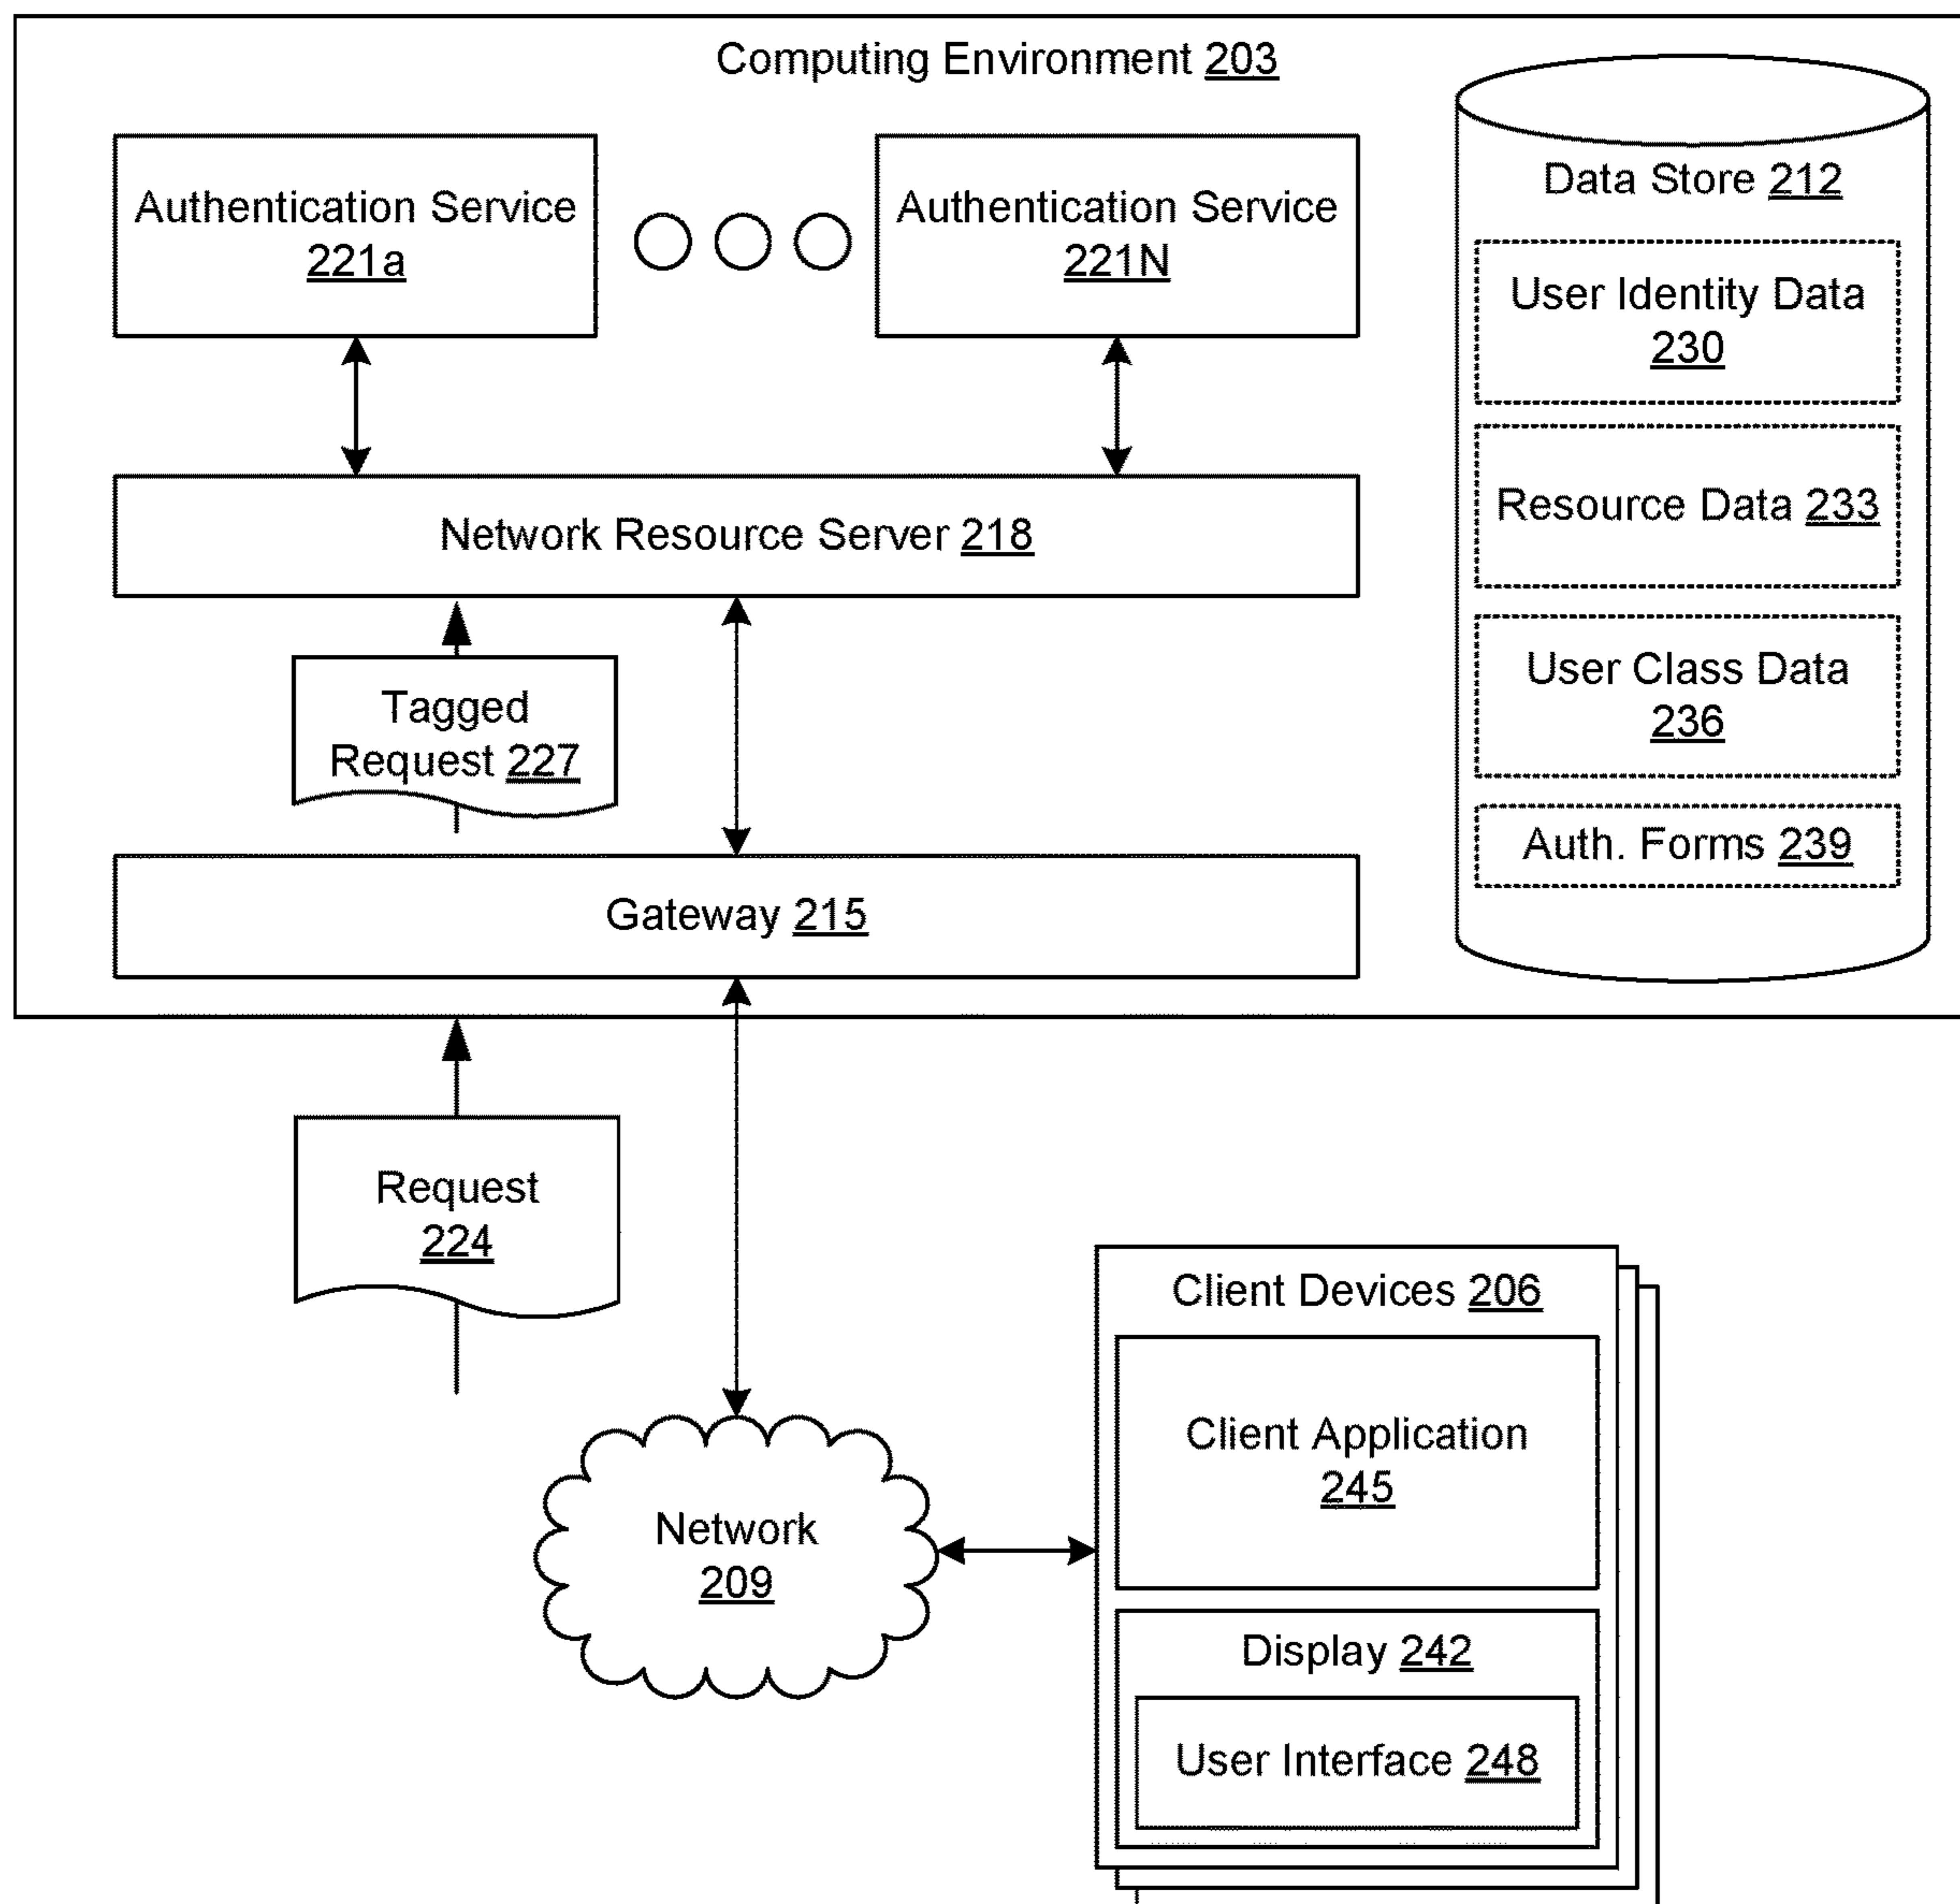 Computing Environment 203
Authentication Service
221a
Authentication Service
221N
Network Resource Server 218
Tagged
Request 227
Gateway 215
Data Store 212
User Identity Data
230
Resource Data 233
User Class Data
236
Auth. Forms 239
Request
224
Network
209
Client Devices 206
Client Application
245
Display 242
User Interface 248